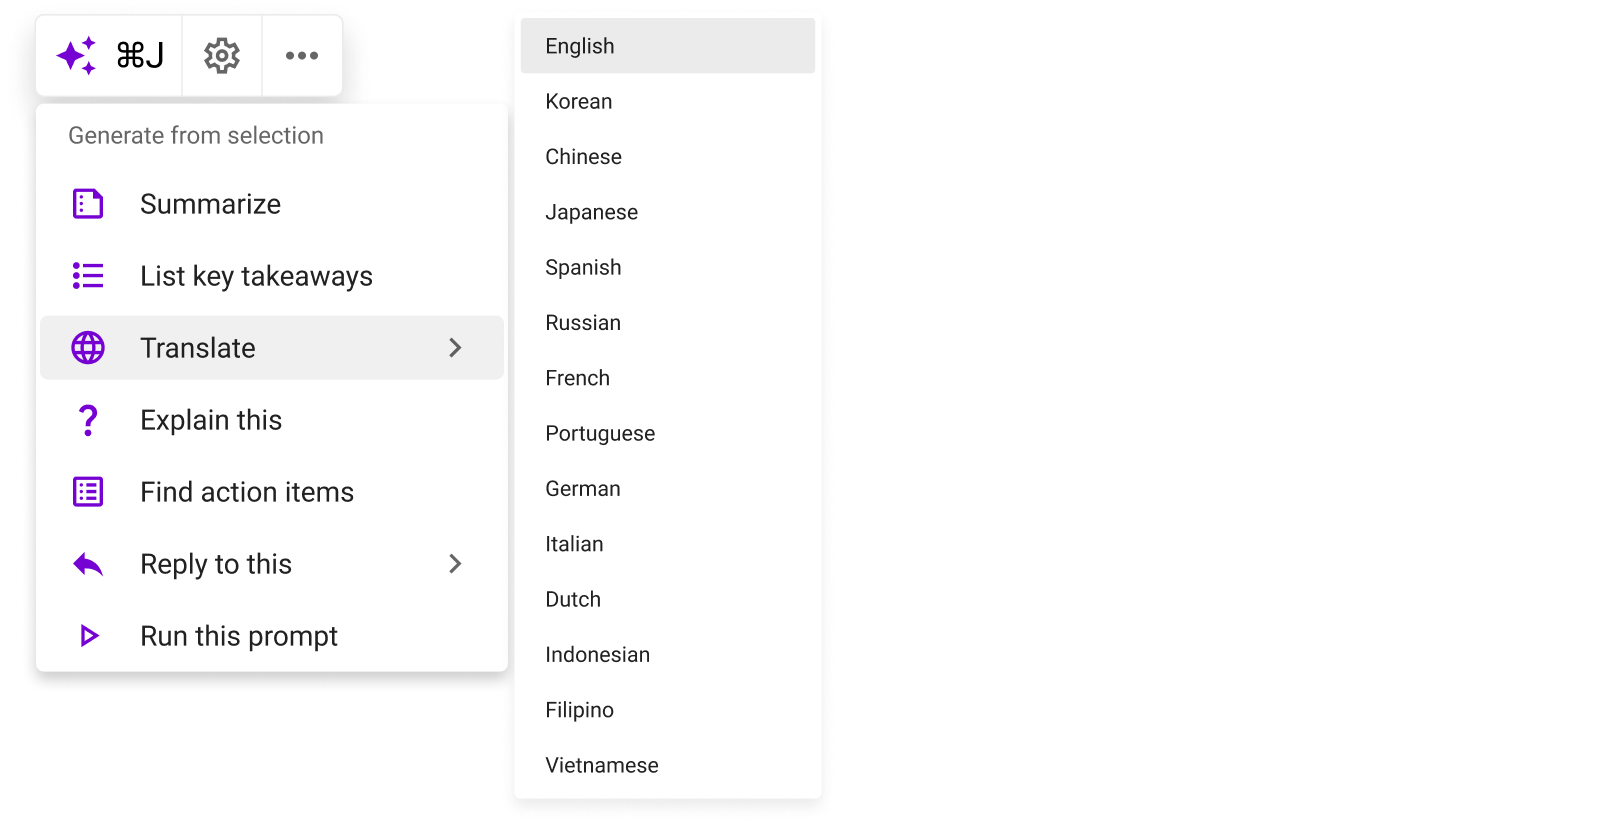 ⌘J
Generate from selection
Summarize
List key takeaways
Translate
Explain this
Find action items
Reply to this
Run this prompt
English
Korean
Chinese
Japanese
Spanish
Russian
French
Portuguese
German
Italian
Dutch
Indonesian
Filipino
Vietnamese